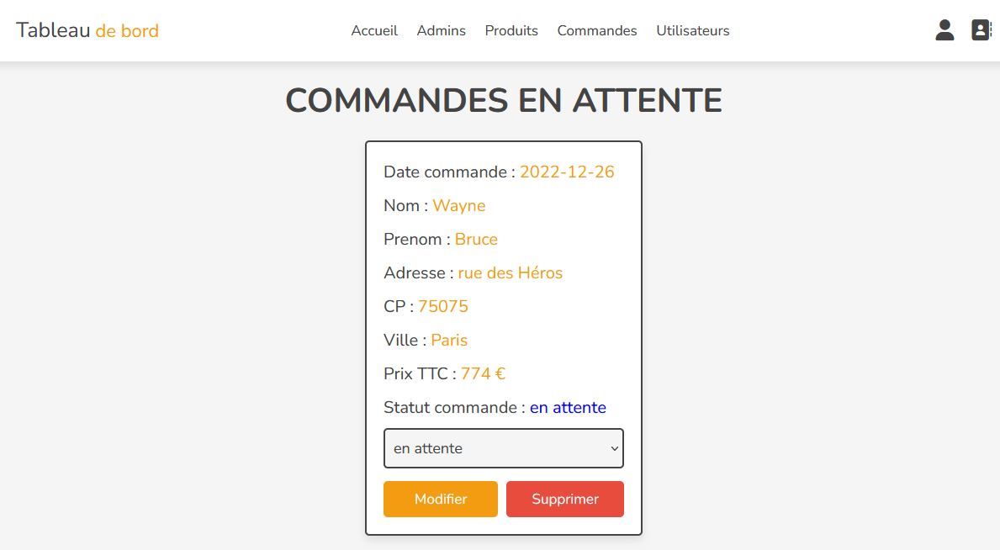 Tableau de bord
Accueil Admins Produits Commandes Utilisateurs
COMMANDES EN ATTENTE
Date commande : 2022-12-26
Nom : Wayne
Prenom : Bruce
Adresse : rue des Héros
CP : 75075
Ville : Paris
Prix TTC : 774 €
Statut commande : en attente
en attente
Modifier Supprimer